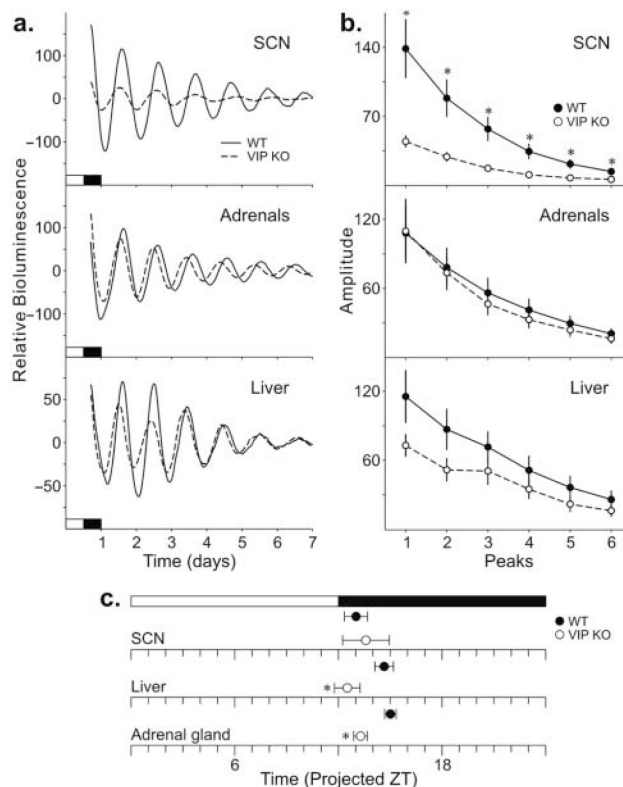 a.
SCN
100
0
−100
WT
VIP KO
Adrenals
100
0
−100
Liver
50
0
−50
1 2 3 4 5 6 7
Time (days)
Relative Bioluminescence
b.
SCN
140
70
* * * * * *
WT
VIP KO
Adrenals
120
60
Liver
120
60
1 2 3 4 5 6
Peaks
Amplitude
c.
WT
VIP KO
SCN
Liver
*
Adrenal gland
*
6 18
Time (Projected ZT)